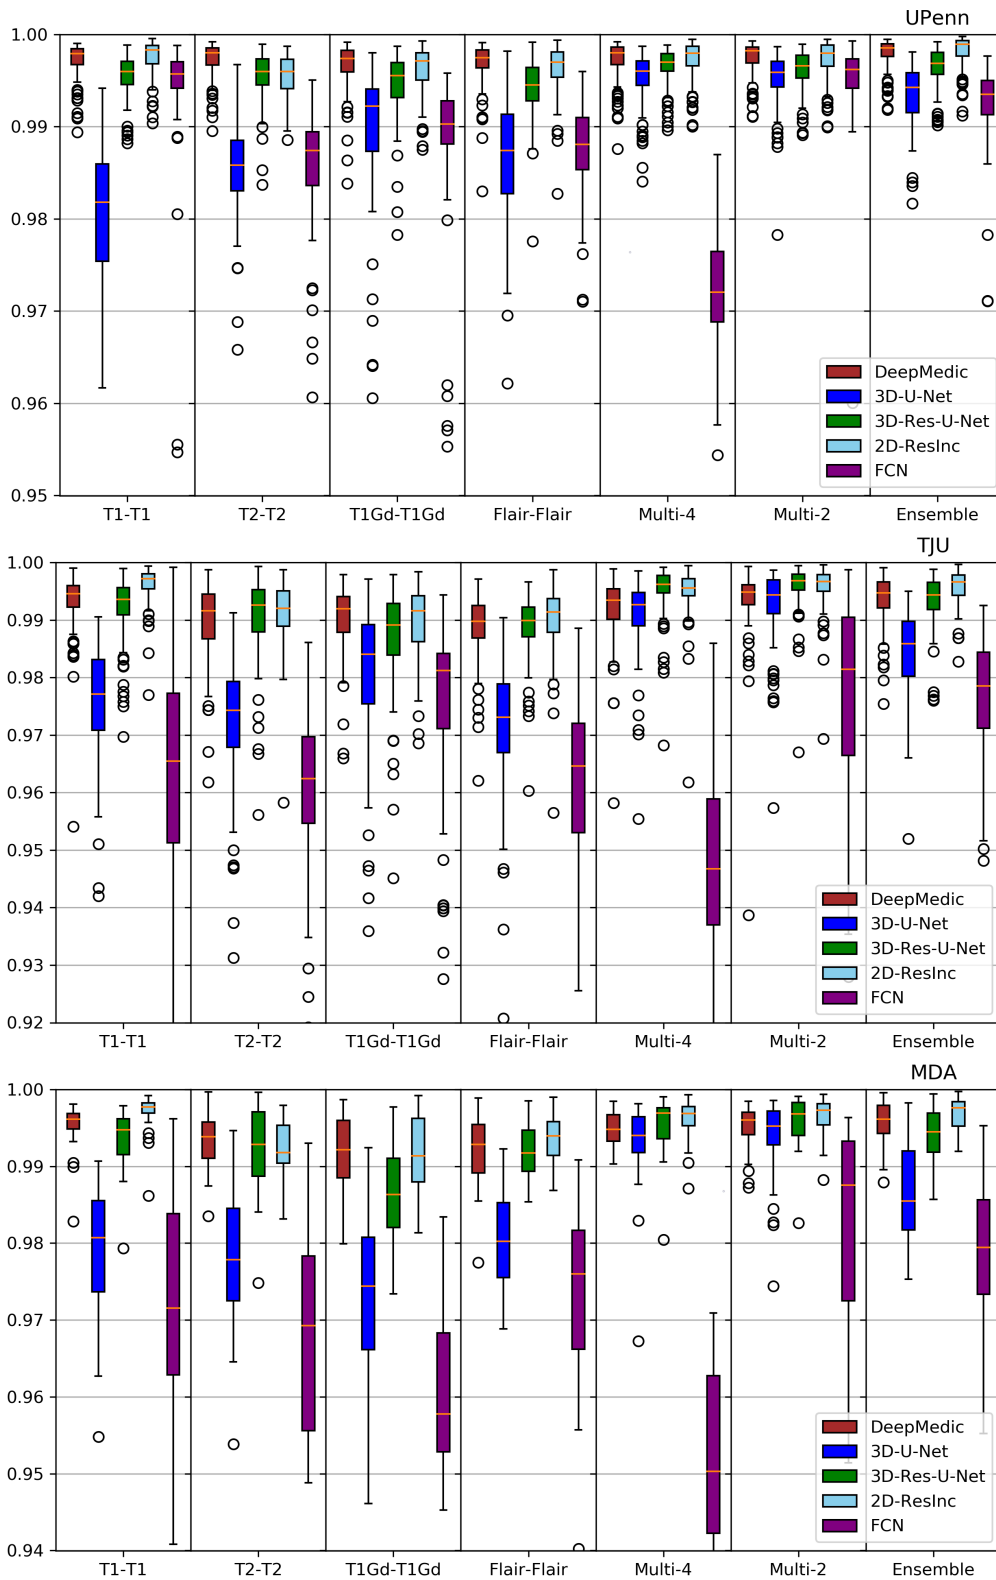 UPenn
1.00
0.99
0.98
0.97
0.96
0.95
DeepMedic
3D-U-Net
3D-Res-U-Net
2D-ResInc
FCN
T1-T1 T2-T2 T1Gd-T1Gd Flair-Flair Multi-4 Multi-2 Ensemble
TJU
1.00
0.99
0.98
0.97
0.96
0.95
0.94
0.93
0.92
DeepMedic
3D-U-Net
3D-Res-U-Net
2D-ResInc
FCN
T1-T1 T2-T2 T1Gd-T1Gd Flair-Flair Multi-4 Multi-2 Ensemble
MDA
1.00
0.99
0.98
0.97
0.96
0.95
0.94
DeepMedic
3D-U-Net
3D-Res-U-Net
2D-ResInc
FCN
T1-T1 T2-T2 T1Gd-T1Gd Flair-Flair Multi-4 Multi-2 Ensemble